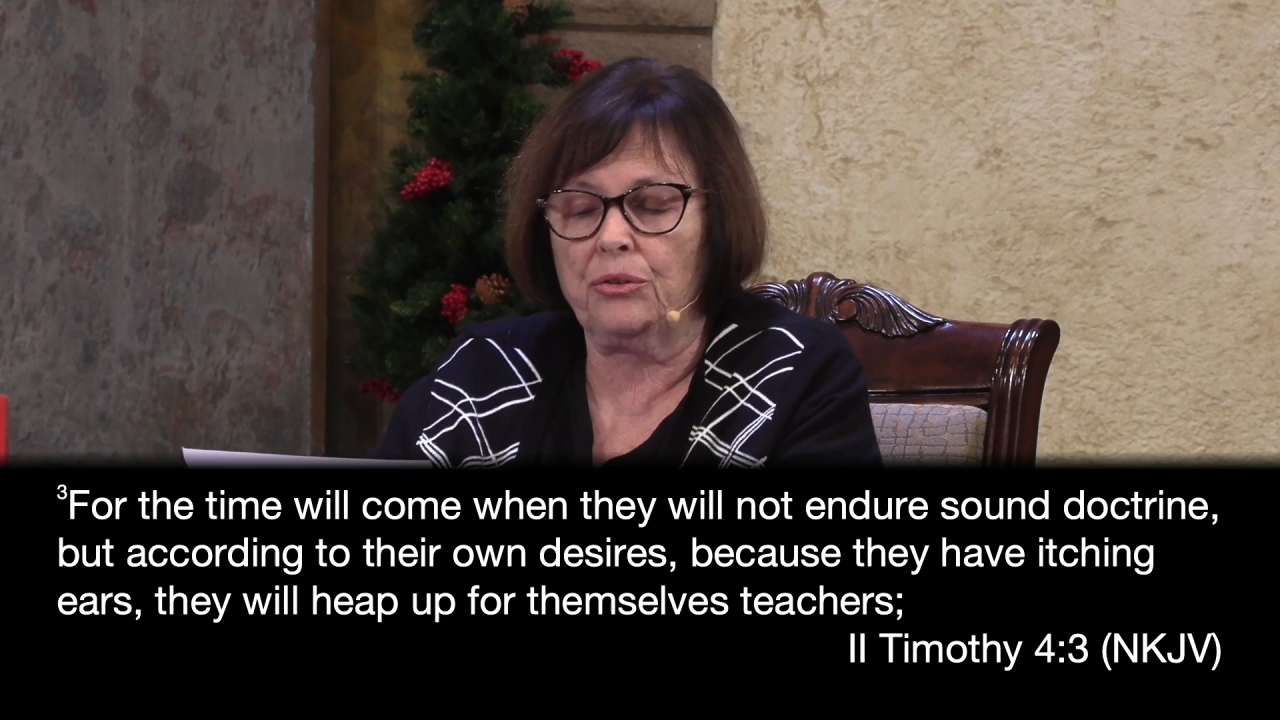 ³For the time will come when they will not endure sound doctrine,
but according to their own desires, because they have itching
ears, they will heap up for themselves teachers;
II Timothy 4:3 (NKJV)